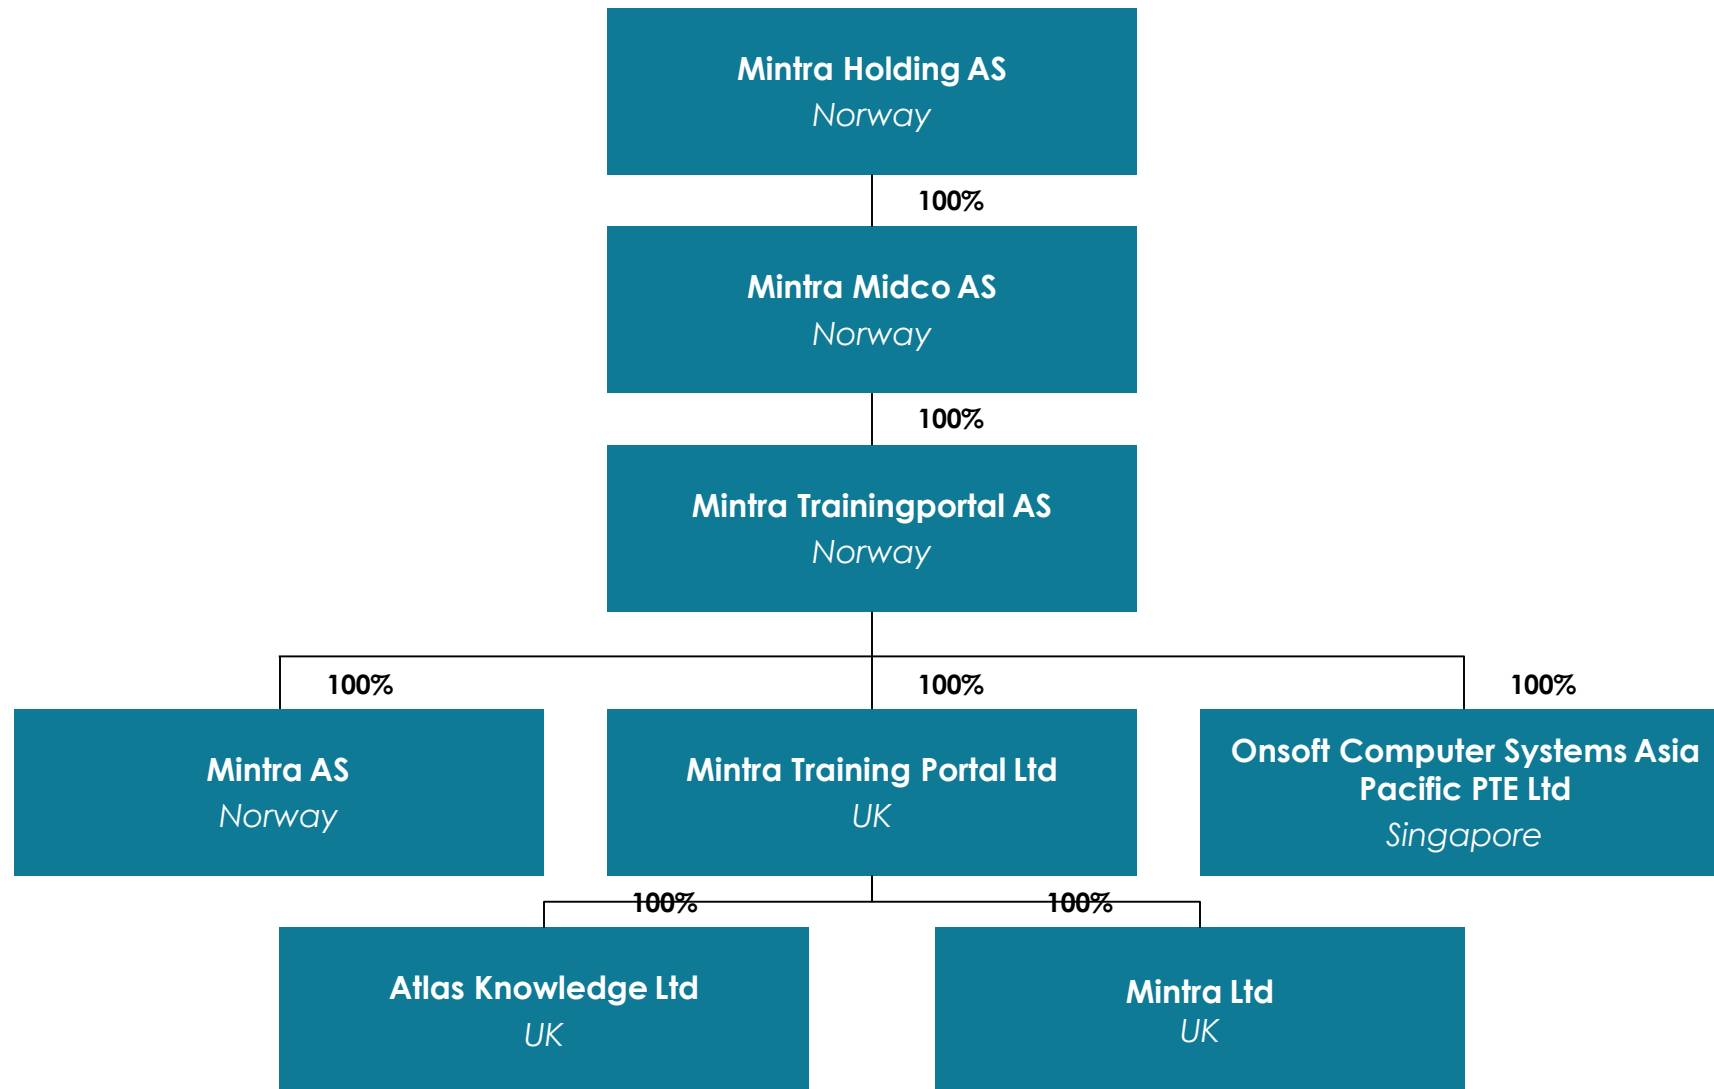 Mintra Holding AS
Norway
100%
Mintra Midco AS
Norway
100%
Mintra Trainingportal AS
Norway
100%
100%
100%
Mintra AS
Norway
Mintra Training Portal Ltd
UK
Onsoft Computer Systems Asia
Pacific PTE Ltd
Singapore
100%
100%
Atlas Knowledge Ltd
UK
Mintra Ltd
UK